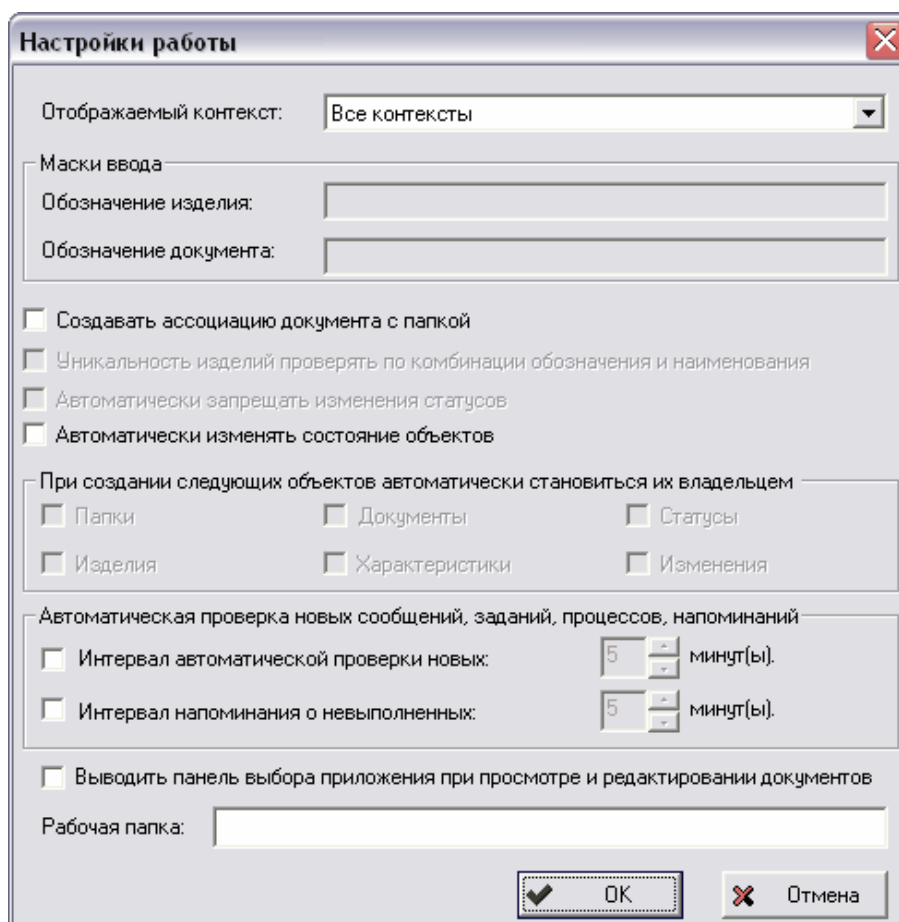 Настройки работы
Отображаемый контекст: Все контексты
Маски ввода
Обозначение изделия:
Обозначение документа:
Создавать ассоциацию документа с папкой
Уникальность изделий проверять по комбинации обозначения и наименования
Автоматически запрещать изменения статусов
Автоматически изменять состояние объектов
При создании следующих объектов автоматически становиться их владельцем
Папки Документы Статусы
Изделия Характеристики Изменения
Автоматическая проверка новых сообщений, заданий, процессов, напоминаний
Интервал автоматической проверки новых: 5 минут(ы).
Интервал напоминания о невыполненных: 5 минут(ы).
Выводить панель выбора приложения при просмотре и редактировании документов
Рабочая папка:
OK Отмена